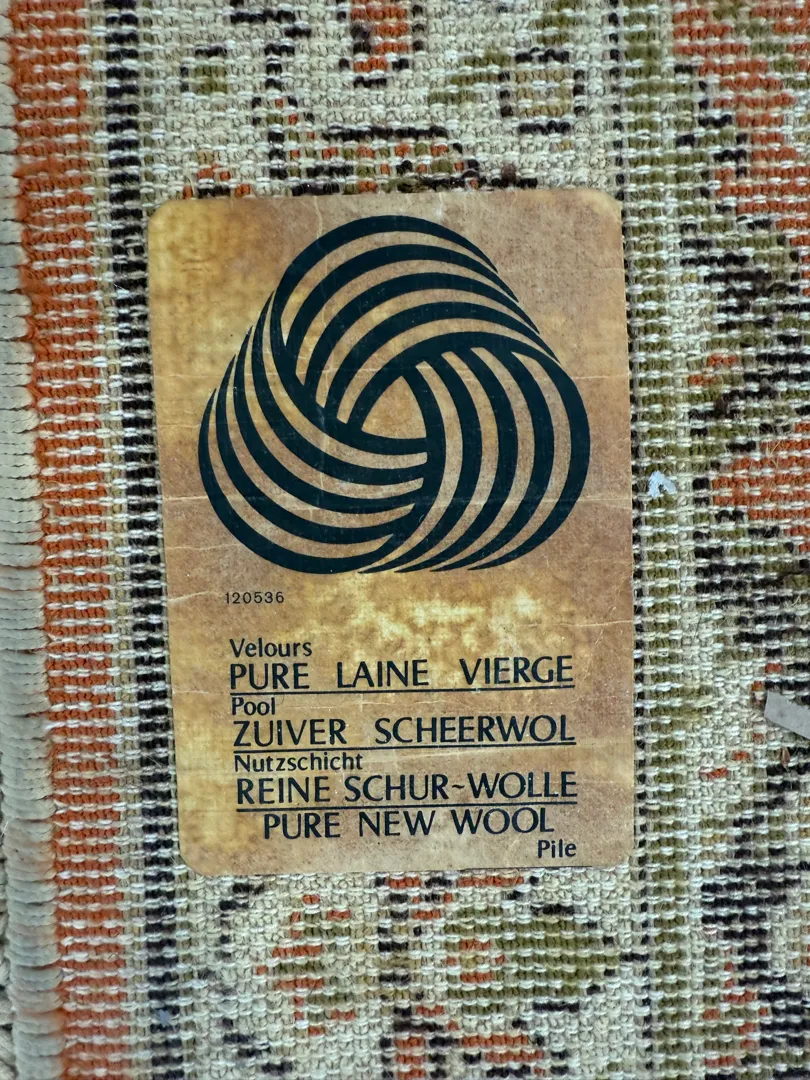 120536
Velours
PURE LAINE VIERGE
Pool
ZUIVER SCHEERWOL
Nutzschicht
REINE SCHUR-WOLLE
PURE NEW WOOL
Pile